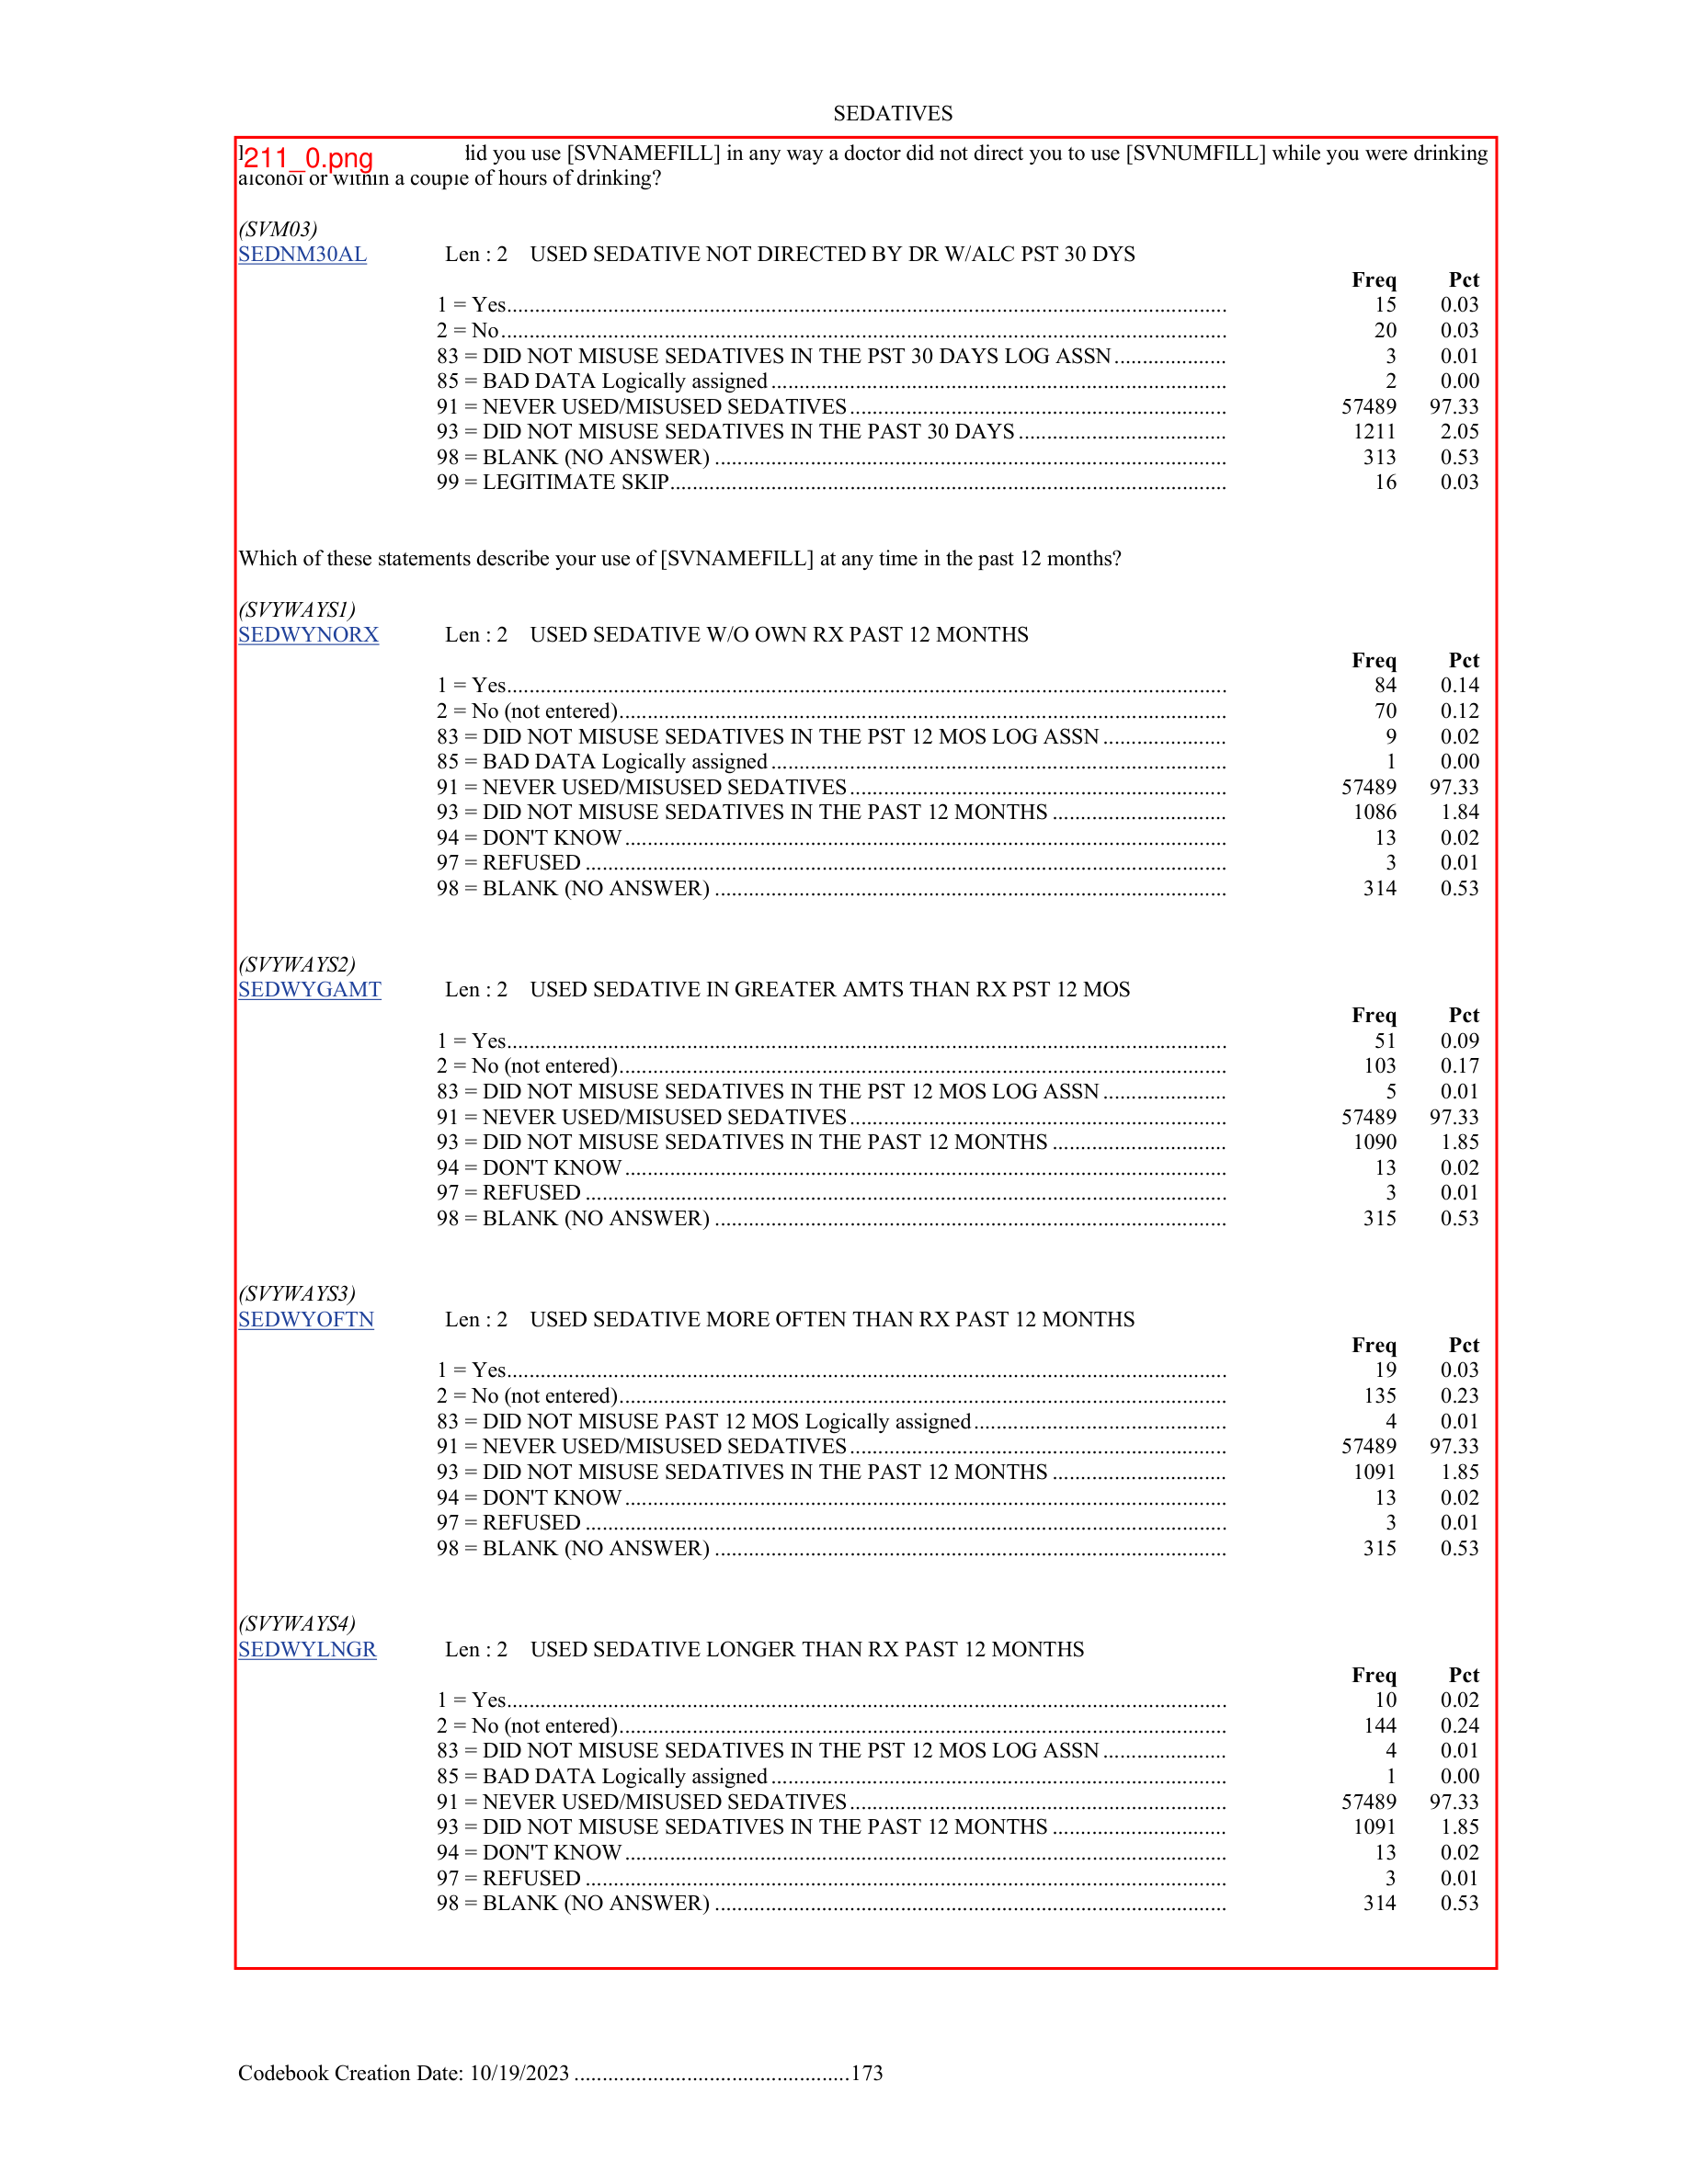 SEDATIVES
211_0.png did you use [SVNAMEFILL] in any way a doctor did not direct you to use [SVNUMFILL] while you were drinking
alcohol or within a couple of hours of drinking?
(SVM03)
SEDNM30AL Len : 2 USED SEDATIVE NOT DIRECTED BY DR W/ALC PST 30 DYS
Freq Pct
1 = Yes 15 0.03
2 = No 20 0.03
83 = DID NOT MISUSE SEDATIVES IN THE PST 30 DAYS LOG ASSN 3 0.01
85 = BAD DATA Logically assigned 2 0.00
91 = NEVER USED/MISUSED SEDATIVES 57489 97.33
93 = DID NOT MISUSE SEDATIVES IN THE PAST 30 DAYS 1211 2.05
98 = BLANK (NO ANSWER) 313 0.53
99 = LEGITIMATE SKIP 16 0.03
Which of these statements describe your use of [SVNAMEFILL] at any time in the past 12 months?
(SVYWAYS1)
SEDWYNORX Len : 2 USED SEDATIVE W/O OWN RX PAST 12 MONTHS
Freq Pct
1 = Yes 84 0.14
2 = No (not entered) 70 0.12
83 = DID NOT MISUSE SEDATIVES IN THE PST 12 MOS LOG ASSN 9 0.02
85 = BAD DATA Logically assigned 1 0.00
91 = NEVER USED/MISUSED SEDATIVES 57489 97.33
93 = DID NOT MISUSE SEDATIVES IN THE PAST 12 MONTHS 1086 1.84
94 = DON'T KNOW 13 0.02
97 = REFUSED 3 0.01
98 = BLANK (NO ANSWER) 314 0.53
(SVYWAYS2)
SEDWYGAMT Len : 2 USED SEDATIVE IN GREATER AMTS THAN RX PST 12 MOS
Freq Pct
1 = Yes 51 0.09
2 = No (not entered) 103 0.17
83 = DID NOT MISUSE SEDATIVES IN THE PST 12 MOS LOG ASSN 5 0.01
91 = NEVER USED/MISUSED SEDATIVES 57489 97.33
93 = DID NOT MISUSE SEDATIVES IN THE PAST 12 MONTHS 1090 1.85
94 = DON'T KNOW 13 0.02
97 = REFUSED 3 0.01
98 = BLANK (NO ANSWER) 315 0.53
(SVYWAYS3)
SEDWYOFTN Len : 2 USED SEDATIVE MORE OFTEN THAN RX PAST 12 MONTHS
Freq Pct
1 = Yes 19 0.03
2 = No (not entered) 135 0.23
83 = DID NOT MISUSE PAST 12 MOS Logically assigned 4 0.01
91 = NEVER USED/MISUSED SEDATIVES 57489 97.33
93 = DID NOT MISUSE SEDATIVES IN THE PAST 12 MONTHS 1091 1.85
94 = DON'T KNOW 13 0.02
97 = REFUSED 3 0.01
98 = BLANK (NO ANSWER) 315 0.53
(SVYWAYS4)
SEDWYLNGR Len : 2 USED SEDATIVE LONGER THAN RX PAST 12 MONTHS
Freq Pct
1 = Yes 10 0.02
2 = No (not entered) 144 0.24
83 = DID NOT MISUSE SEDATIVES IN THE PST 12 MOS LOG ASSN 4 0.01
85 = BAD DATA Logically assigned 1 0.00
91 = NEVER USED/MISUSED SEDATIVES 57489 97.33
93 = DID NOT MISUSE SEDATIVES IN THE PAST 12 MONTHS 1091 1.85
94 = DON'T KNOW 13 0.02
97 = REFUSED 3 0.01
98 = BLANK (NO ANSWER) 314 0.53
Codebook Creation Date: 10/19/2023 173